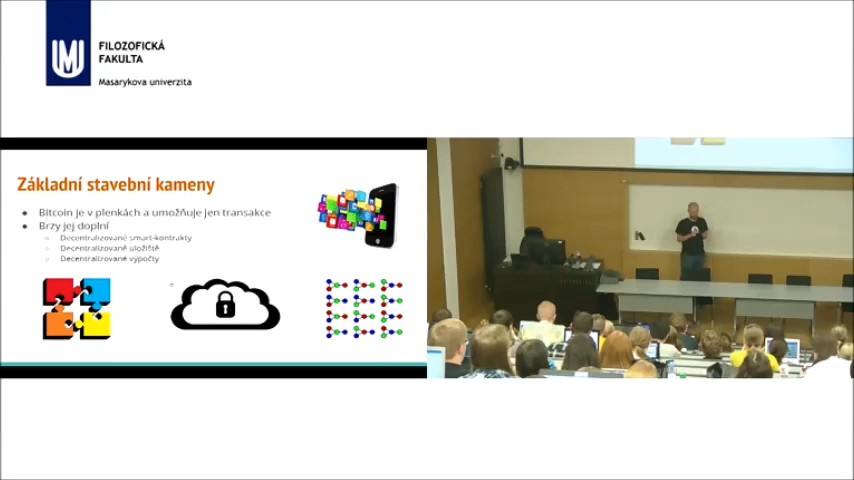 FILOZOFICKÁ
FAKULTA
Masarykova univerzita
Základní stavební kameny
Bitcoin je v plenkách a umožňuje jen transakce
Brzy jej doplní
Decentralizované smart-kontrakty
Decentralizované uložiště
Decentralizované výpočty